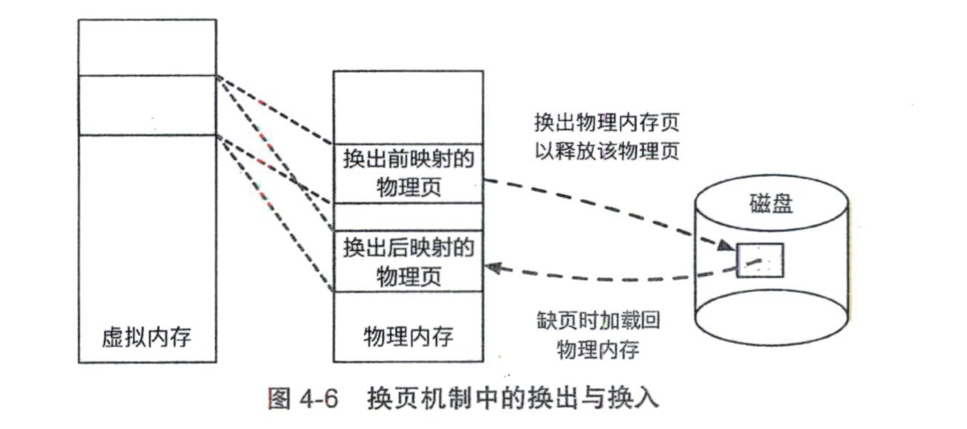 换出物理内存页
以释放该物理页
换出前映射的
物理页
磁盘
换出后映射的
物理页
虚拟内存
物理内存
缺页时加载回
物理内存
图 4-6 换页机制中的换出与换入